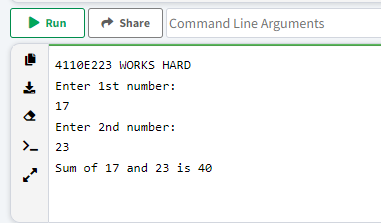 Run
Share
Command Line Arguments
4110E223 WORKS HARD
Enter 1st number:
17
Enter 2nd number:
23
Sum of 17 and 23 is 40